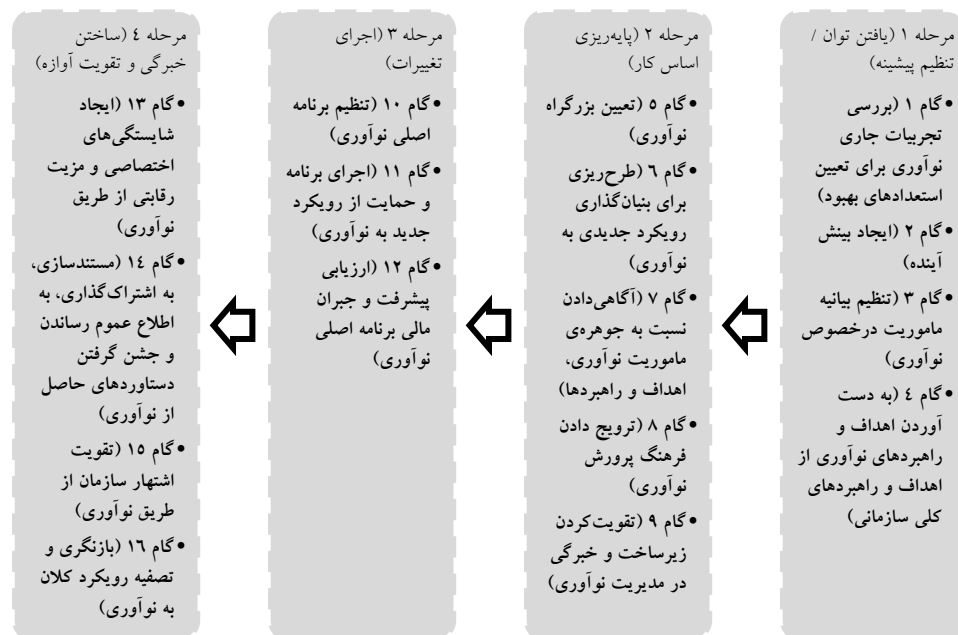 مرحله ۱ (یافتن توان /
تنظیم پیشینه)
• گام ۱ (بررسی
تجربیات جاری
نوآوری برای تعیین
استعدادهای بهبود)
• گام ۲ (ایجاد بینش
آینده)
• گام ۳ (تنظیم بیانیه
ماموریت درخصوص
نوآوری)
• گام ٤ (به دست
آوردن اهداف و
راهبردهای نوآوری از
اهداف و راهبردهای
کلی سازمانی)
مرحله ۲ (پایه‌ریزی
اساس کار)
• گام ٥ (تعیین بزرگراه
نوآوری)
• گام ٦ (طرح‌ریزی
برای بنیان‌گذاری
رویکرد جدیدی به
نوآوری)
• گام ۷ (آگاهی‌دادن
نسبت به جوهره‌ی
ماموریت نوآوری،
اهداف و راهبردها)
• گام ۸ (ترویج دادن
فرهنگ پرورش
نوآوری)
• گام ۹ (تقویت‌کردن
زیرساخت و خبرگی
در مدیریت نوآوری)
مرحله ۳ (اجرای
تغییرات)
• گام ۱۰ (تنظیم برنامه
اصلی نوآوری)
• گام ۱۱ (اجرای برنامه
و حمایت از رویکرد
جدید به نوآوری)
• گام ۱۲ (ارزیابی
پیشرفت و جبران
مالی برنامه اصلی
نوآوری)
مرحله ٤ (ساختن
خبرگی و تقویت آوازه)
• گام ۱۳ (ایجاد
شایستگی‌های
اختصاصی و مزیت
رقابتی از طریق
نوآوری)
• گام ۱٤ (مستندسازی،
به اشتراک‌گذاری، به
اطلاع عموم رساندن
و جشن گرفتن
دستاوردهای حاصل
از نوآوری)
• گام ۱٥ (تقویت
اشتهار سازمان از
طریق نوآوری)
• گام ۱٦ (بازنگری و
تصفیه رویکرد کلان
به نوآوری)